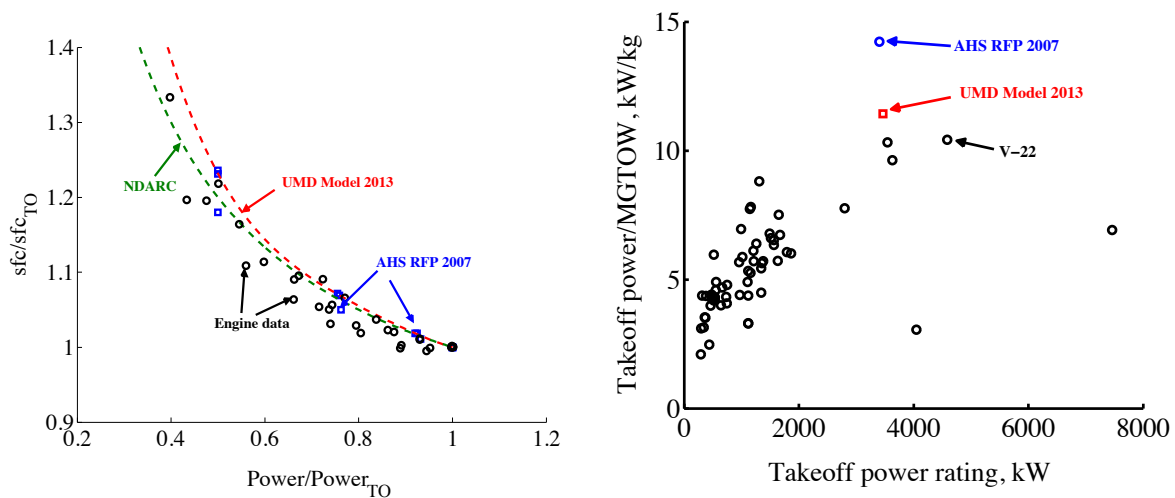 1.4
1.3
1.2
1.1
1
0.9
0.2
0.4
0.6
0.8
1
1.2
sfc/sfcTO
Power/PowerTO
NDARC
UMD Model 2013
AHS RFP 2007
Engine data
15
10
5
0
0
2000
4000
6000
8000
Takeoff power/MGTOW, kW/kg
Takeoff power rating, kW
AHS RFP 2007
UMD Model 2013
V−22